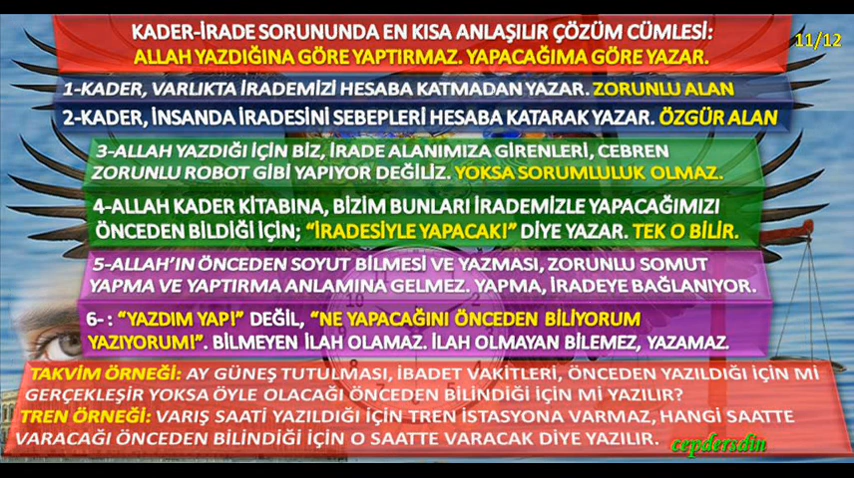 KADER-İRADE SORUNUNDA EN KISA ANLAŞILIR ÇÖZÜM CÜMLESİ:
11/12
ALLAH YAZDIĞINA GÖRE YAPTIRMAZ. YAPACAĞIMA GÖRE YAZAR.
1-KADER, VARLIKTA İRADEMİZİ HESABA KATMADAN YAZAR. ZORUNLU ALAN
2-KADER, İNSANDA İRADESİNİ SEBEPLERİ HESABA KATARAK YAZAR. ÖZGÜR ALAN
3-ALLAH YAZDIĞI İÇİN BİZ, İRADE ALANIMIZA GİRENLERİ, CEBREN
ZORUNLU ROBOT GİBİ YAPIYOR DEĞİLİZ. YOKSA SORUMLULUK OLMAZ.
4-ALLAH KADER KİTABINA, BİZİM BUNLARI İRADEMİZLE YAPACAĞIMIZI
ÖNCEDEN BİLDİĞİ İÇİN; “İRADESİYLE YAPACAKI” DİYE YAZAR. TEK O BİLİR.
5-ALLAH’IN ÖNCEDEN SOYUT BİLMESİ VE YAZMASI, ZORUNLU SOMUT
YAPMA VE YAPTIRMA ANLAMINA GELMEZ. YAPMA, İRADEYE BAĞLANIYOR.
6- : “YAZDIM YAP!” DEĞİL, “NE YAPACAĞINI ÖNCEDEN BİLİYORUM
YAZIYORUM!”. BİLMEYEN İLAH OLAMAZ. İLAH OLMAYAN BİLEMEZ, YAZAMAZ.
TAKVİM ÖRNEĞİ: AY GÜNEŞ TUTULMASI, İBADET VAKİTLERİ, ÖNCEDEN YAZILDIĞI İÇİN Mİ
GERÇEKLEŞİR YOKSA ÖYLE OLACAĞI ÖNCEDEN BİLİNDİĞİ İÇİN Mİ YAZILIR?
TREN ÖRNEĞİ: VARIŞ SAATİ YAZILDIĞI İÇİN TREN İSTASYONA VARMAZ, HANGİ SAATTE
VARACAĞI ÖNCEDEN BİLİNDİĞİ İÇİN O SAATTE VARACAK DİYE YAZILIR. cepdersdin